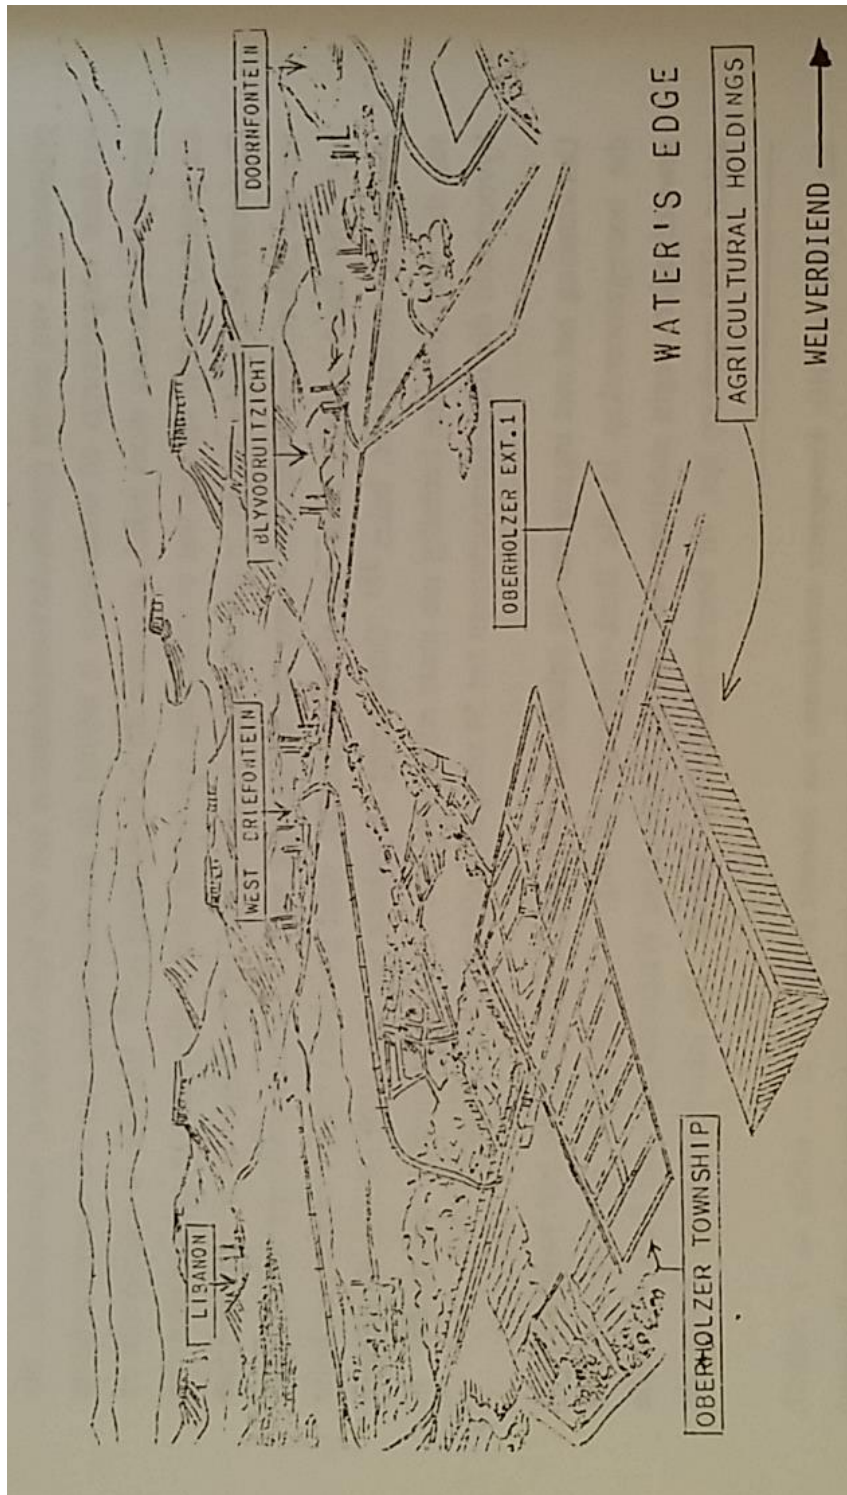 LIBANON
WEST DRIEFONTEIN
BLYVOORUITZICHT
DOORNFONTEIN
OBERHOLZER EXT.1
WATER'S EDGE
OBERHOLZER TOWNSHIP
AGRICULTURAL HOLDINGS
WELVERDIEND